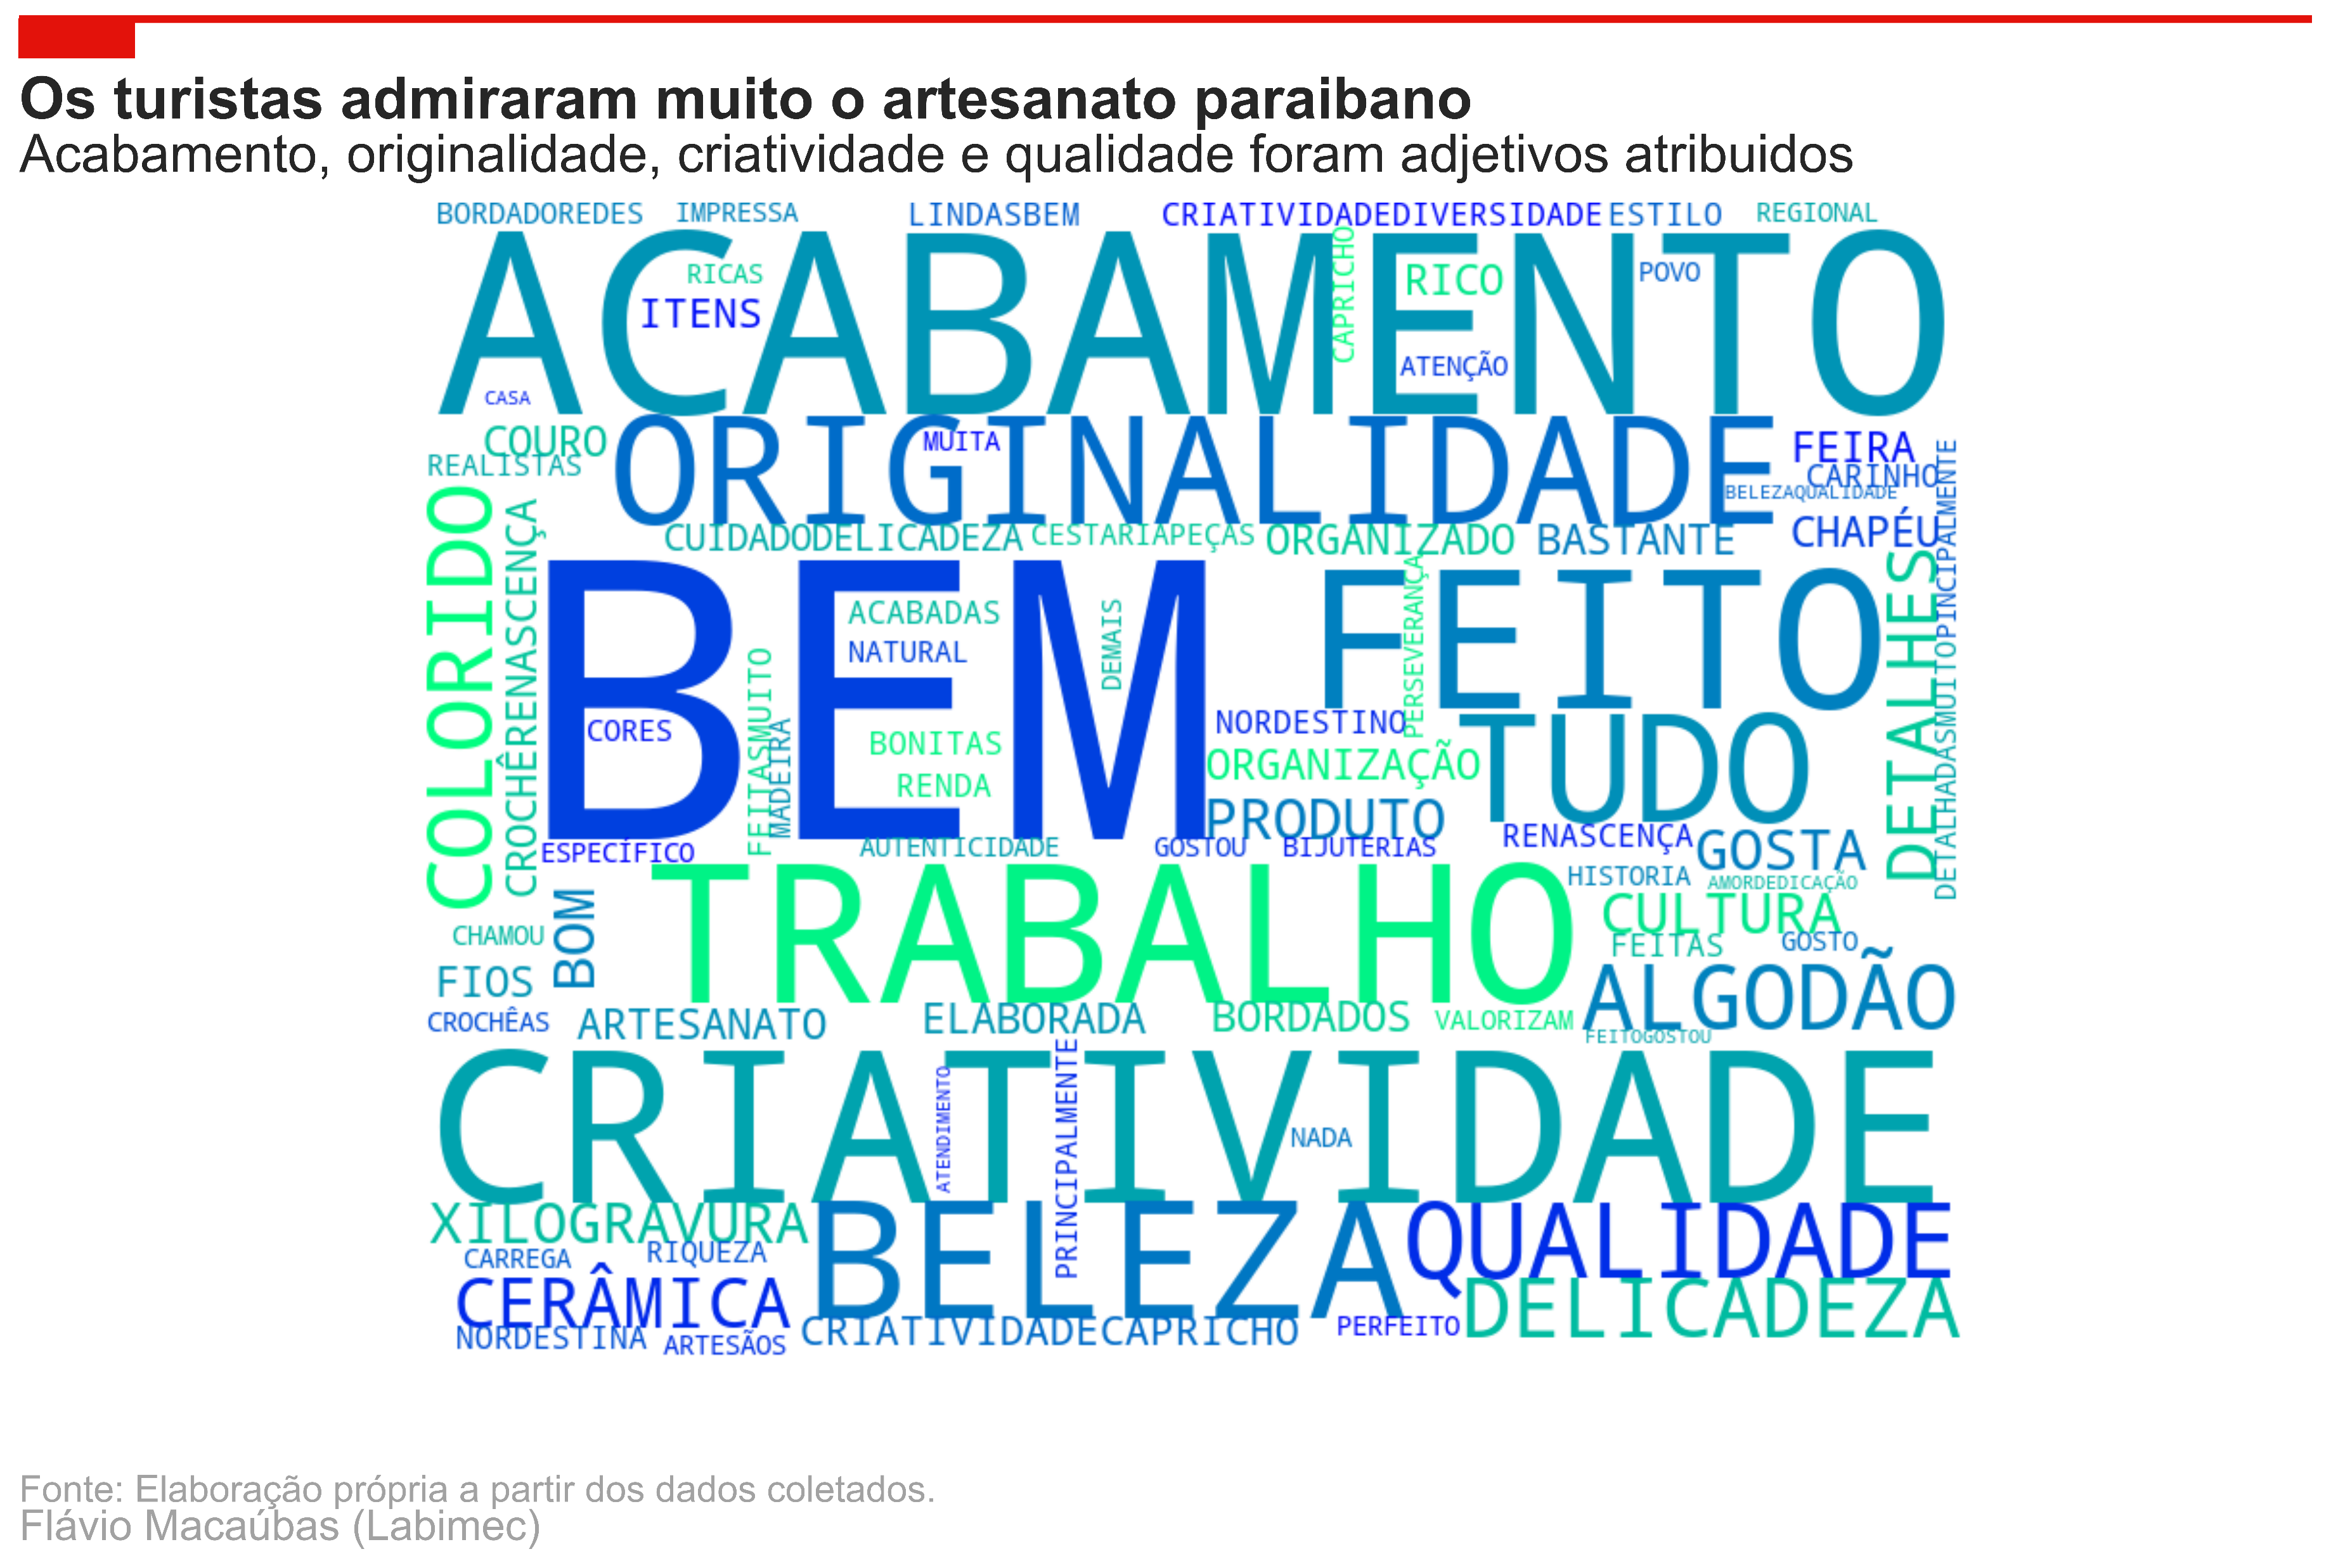 Os turistas admiraram muito o artesanato paraibano
Acabamento, originalidade, criatividade e qualidade foram adjetivos atribuidos
BORDADOREDES
IMPRESSA
LINDASBEM
CRIATIVIDADEDIVERSIDADE
ESTILO
REGIONAL
ACABAMENTO
RICAS
ITENS
CAPRICHO
RICO
POVO
ATENÇÃO
CASA
COURO
REALISTAS
ORIGINALIDADE
MUITA
FEIRA
CARINHO
BELEZAQUALIDADE
CHAPÉU
CUIDADODELICADEZA
CESTARIAPEÇAS
ORGANIZADO
BASTANTE
COLORIDO
CROCHÊRENASCENÇA
BEM
FEITO
ACABADAS
NATURAL
DEMAIS
PERSEVERANÇA
DETALHES
DETALHADASMUITOPINCIPALMENTE
CORES
FEITASMUITO
MADEIRA
BONITAS
RENDA
NORDESTINO
ORGANIZAÇÃO
TUDO
PRODUTO
ESPECÍFICO
AUTENTICIDADE
GOSTOU
BIJUTERIAS
RENASCENÇA
GOSTA
HISTORIA
AMORDEDICAÇÃO
TRABALHO
BOM
CULTURA
CHAMOU
FEITAS
GOSTO
FIOS
ALGODÃO
CROCHÊAS
ARTESANATO
ELABORADA
BORDADOS
VALORIZAM
FEITOGOSTOU
CRIATIVIDADE
ATENDIMENTO
PRINCIPALMENTE
NADA
XILOGRAVURA
BELEZA
QUALIDADE
CARREGA
RIQUEZA
CERÂMICA
DELICADEZA
NORDESTINA
ARTESÃOS
CRIATIVIDADECAPRICHO
PERFEITO
Fonte: Elaboração própria a partir dos dados coletados.
Flávio Macaúbas (Labimec)